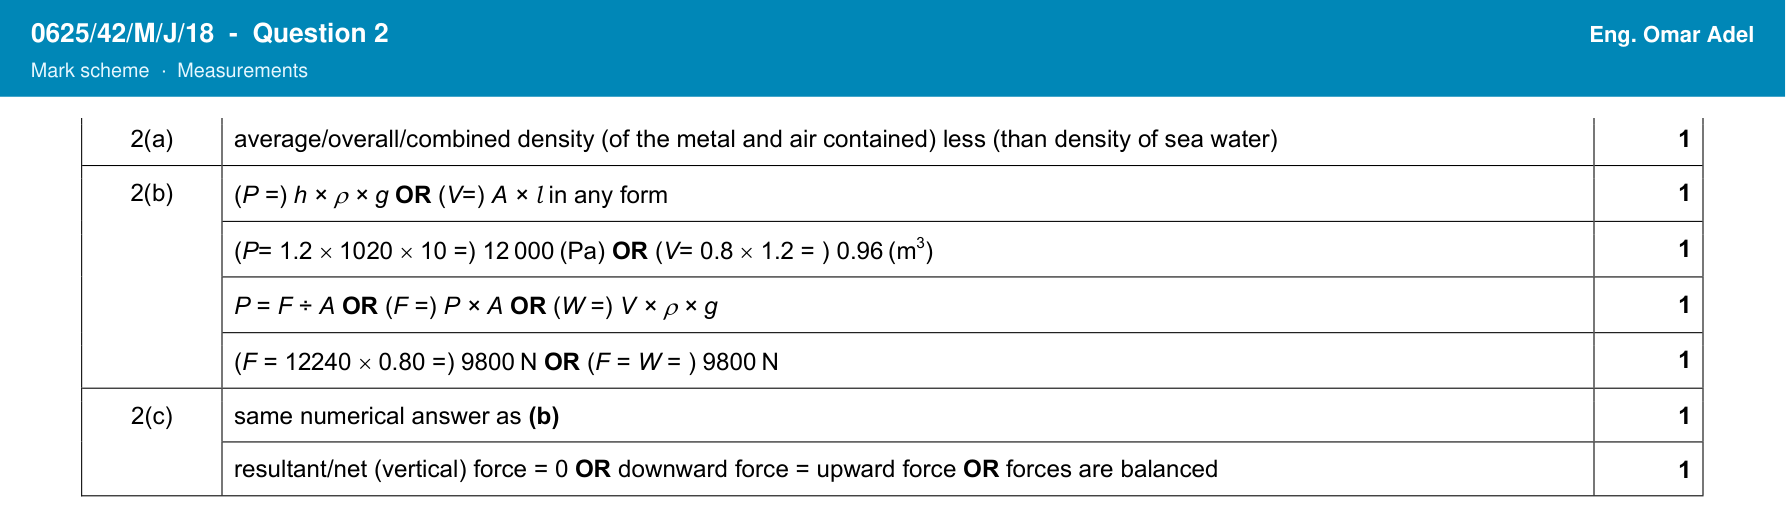 0625/42/M/J/18 - Question 2
Eng. Omar Adel
Mark scheme · Measurements
2(a) average/overall/combined density (of the metal and air contained) less (than density of sea water) 1
2(b) (P =) h × ρ × g OR (V=) A × l in any form 1
(P= 1.2 × 1020 × 10 =) 12 000 (Pa) OR (V= 0.8 × 1.2 = ) 0.96 (m³) 1
P = F ÷ A OR (F =) P × A OR (W =) V × ρ × g 1
(F = 12240 × 0.80 =) 9800 N OR (F = W = ) 9800 N 1
2(c) same numerical answer as (b) 1
resultant/net (vertical) force = 0 OR downward force = upward force OR forces are balanced 1